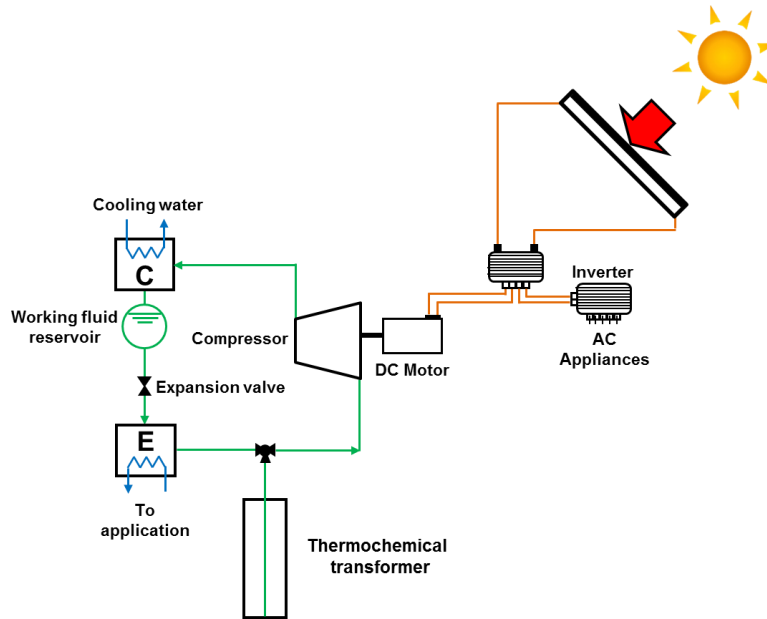 Cooling water
C
Inverter
Working fluid
reservoir
Compressor
AC
Appliances
DC Motor
Expansion valve
E
To
application
Thermochemical
transformer